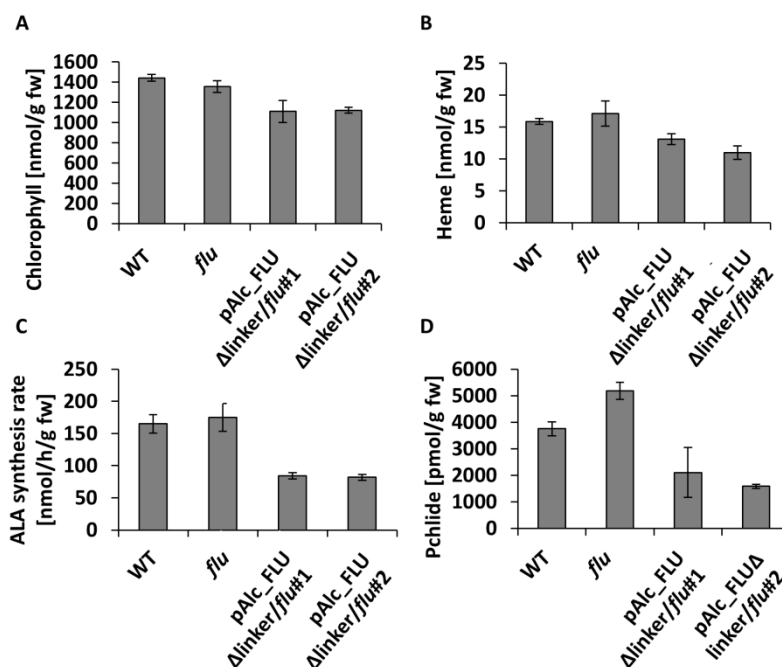 A
Chlorophyll [nmol/g fw]
1600
1400
1200
1000
800
600
400
200
0
WT
flu
pAlc_FLU
Δlinker/flu#1
pAlc_FLU
Δlinker/flu#2
B
Heme [nmol/g fw]
25
20
15
10
5
0
WT
flu
pAlc_FLU
Δlinker/flu#1
pAlc_FLU
Δlinker/flu#2
C
ALA synthesis rate
[nmol/h/g fw]
250
200
150
100
50
0
WT
flu
pAlc_FLU
Δlinker/flu#1
pAlc_FLU
Δlinker/flu#2
D
Pchlide [pmol/g fw]
6000
5000
4000
3000
2000
1000
0
WT
flu
pAlc_FLU
Δlinker/flu#1
pAlc_FLUΔ
linker/flu#2